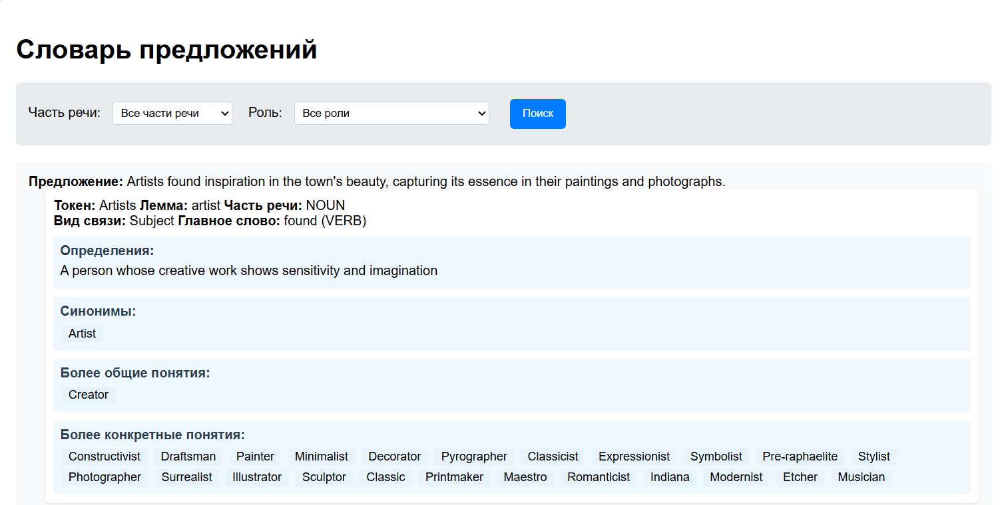 Словарь предложений
Часть речи: Все части речи Роль: Все роли Поиск
Предложение: Artists found inspiration in the town's beauty, capturing its essence in their paintings and photographs.
Токен: Artists Лемма: artist Часть речи: NOUN
Вид связи: Subject Главное слово: found (VERB)
Определения:
A person whose creative work shows sensitivity and imagination
Синонимы:
Artist
Более общие понятия:
Creator
Более конкретные понятия:
Constructivist Draftsman Painter Minimalist Decorator Pyrographer Classicist Expressionist Symbolist Pre-raphaelite Stylist
Photographer Surrealist Illustrator Sculptor Classic Printmaker Maestro Romanticist Indiana Modernist Etcher Musician